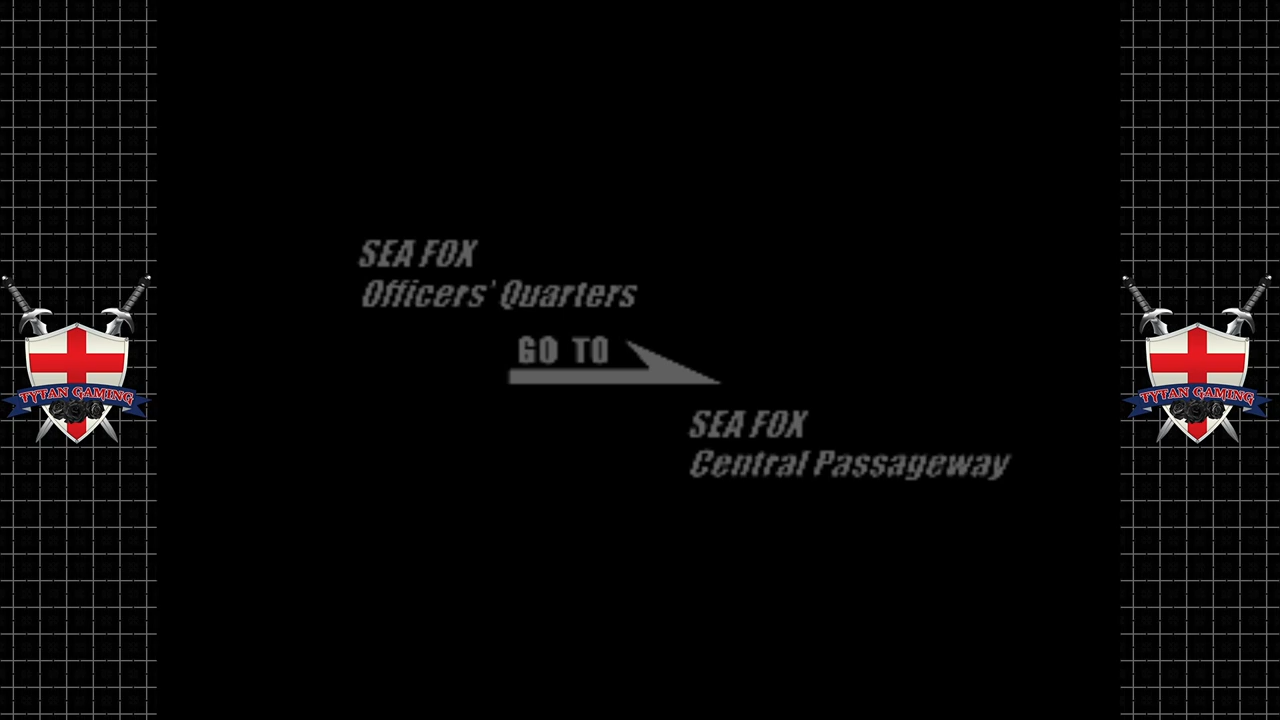 SEA FOX
Officers' Quarters
GO TO
SEA FOX
Central Passageway
TYTAN GAMING
TYTAN GAMING